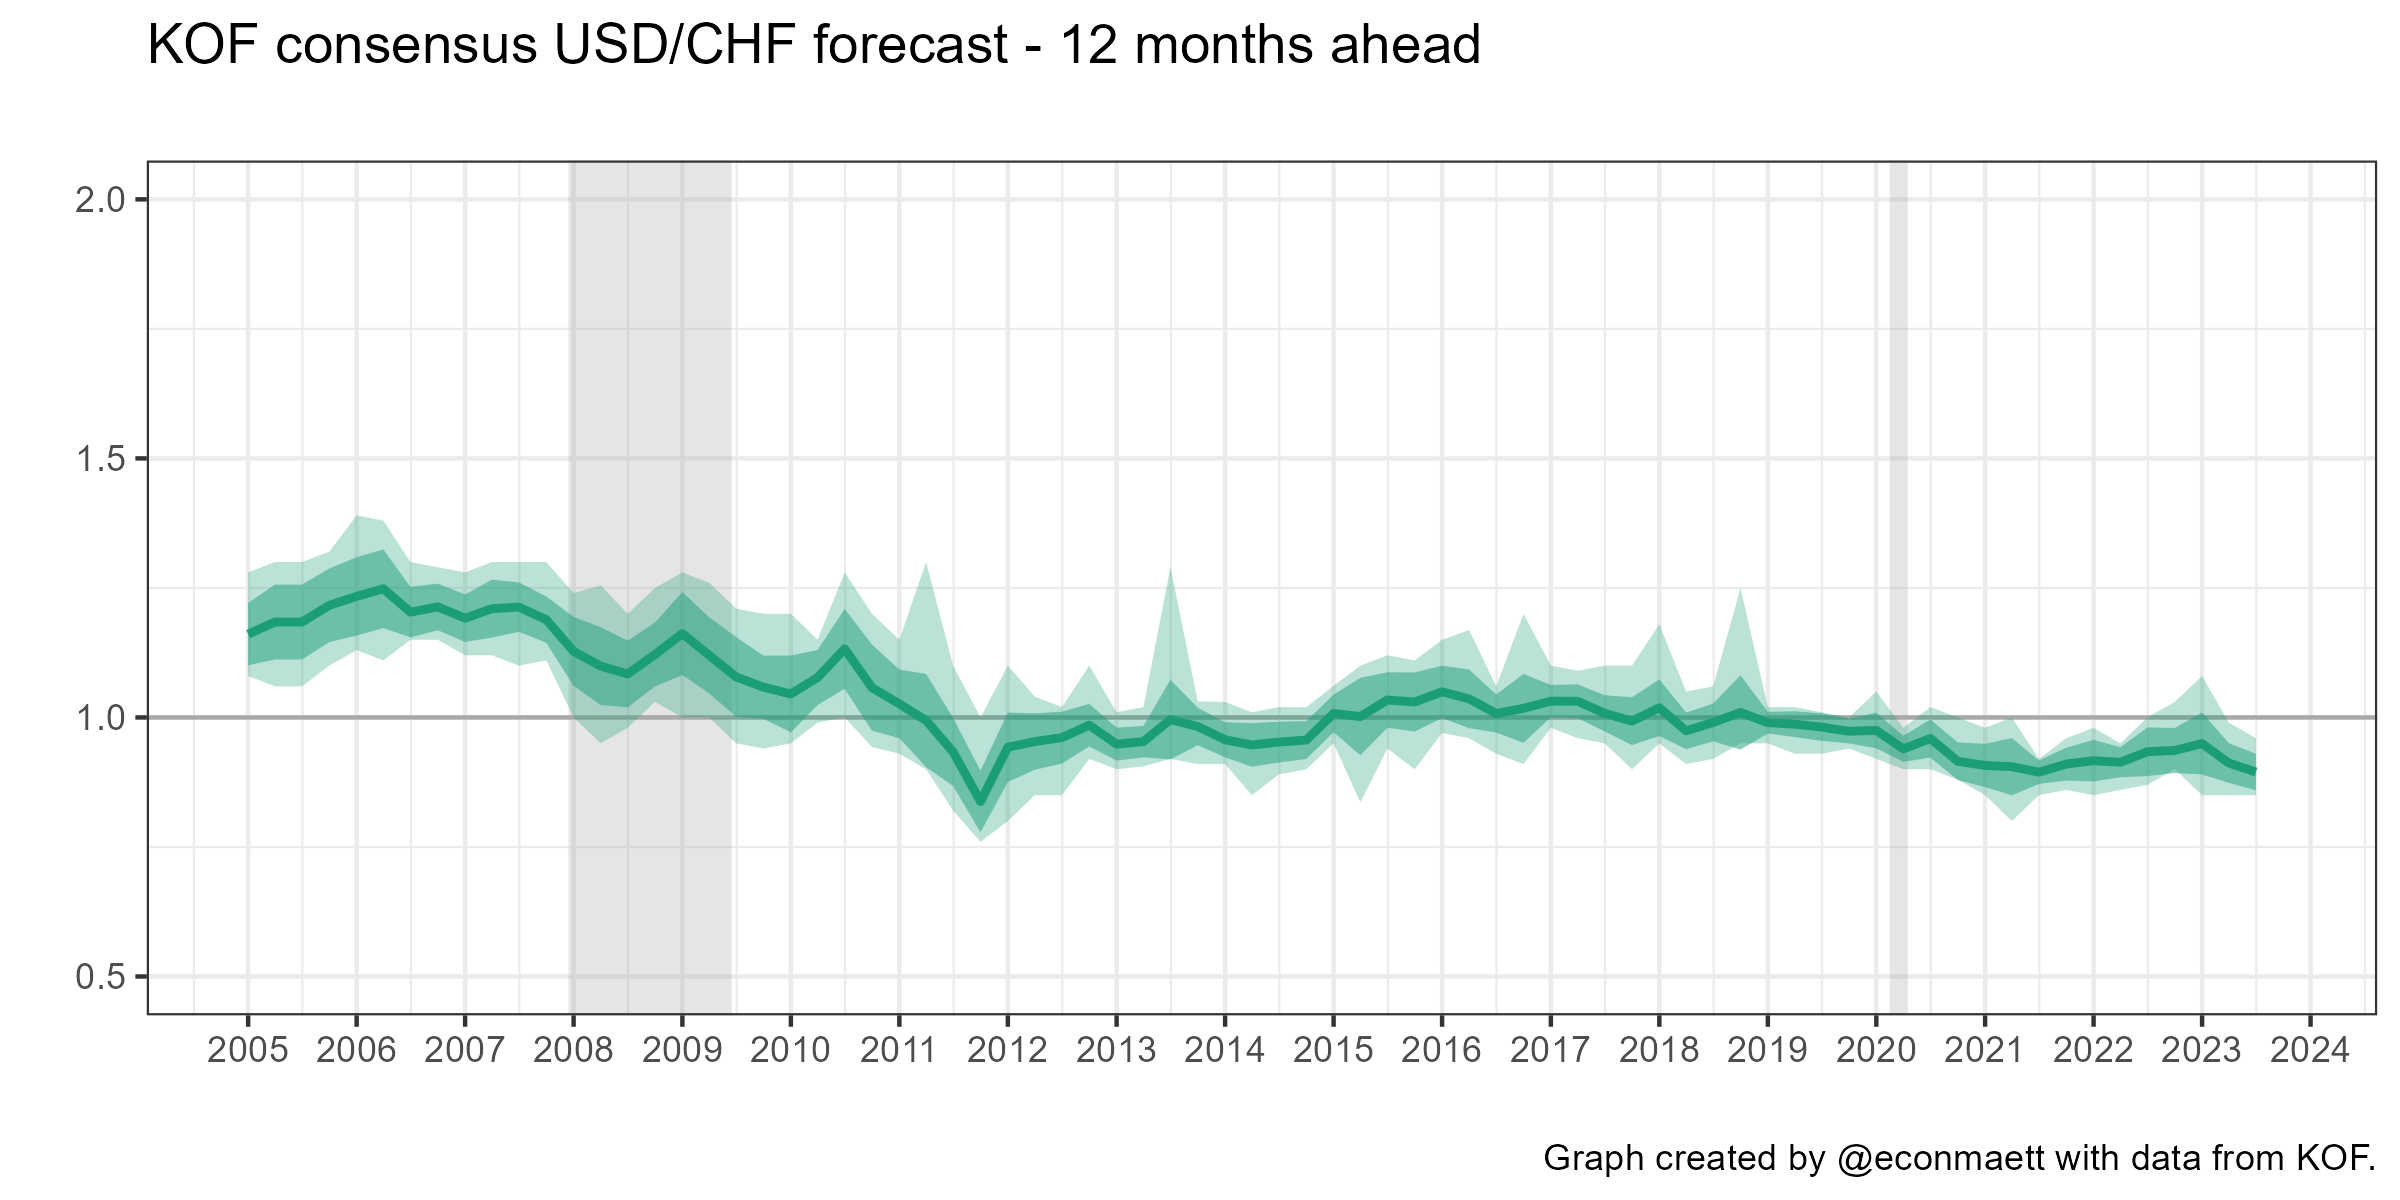 KOF consensus USD/CHF forecast - 12 months ahead
2.0
1.5
1.0
0.5
2005 2006 2007 2008 2009 2010 2011 2012 2013 2014 2015 2016 2017 2018 2019 2020 2021 2022 2023 2024
Graph created by @econmaett with data from KOF.